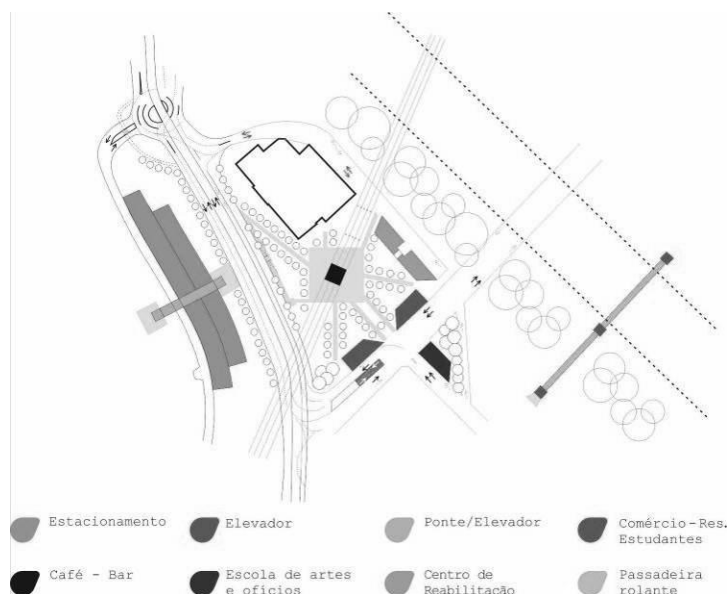 Estacionamento
Elevador
Ponte/Elevador
Comércio-Res.
Estudantes
Café - Bar
Escola de artes
e ofícios
Centro de
Reabilitação
Passadeira
rolante